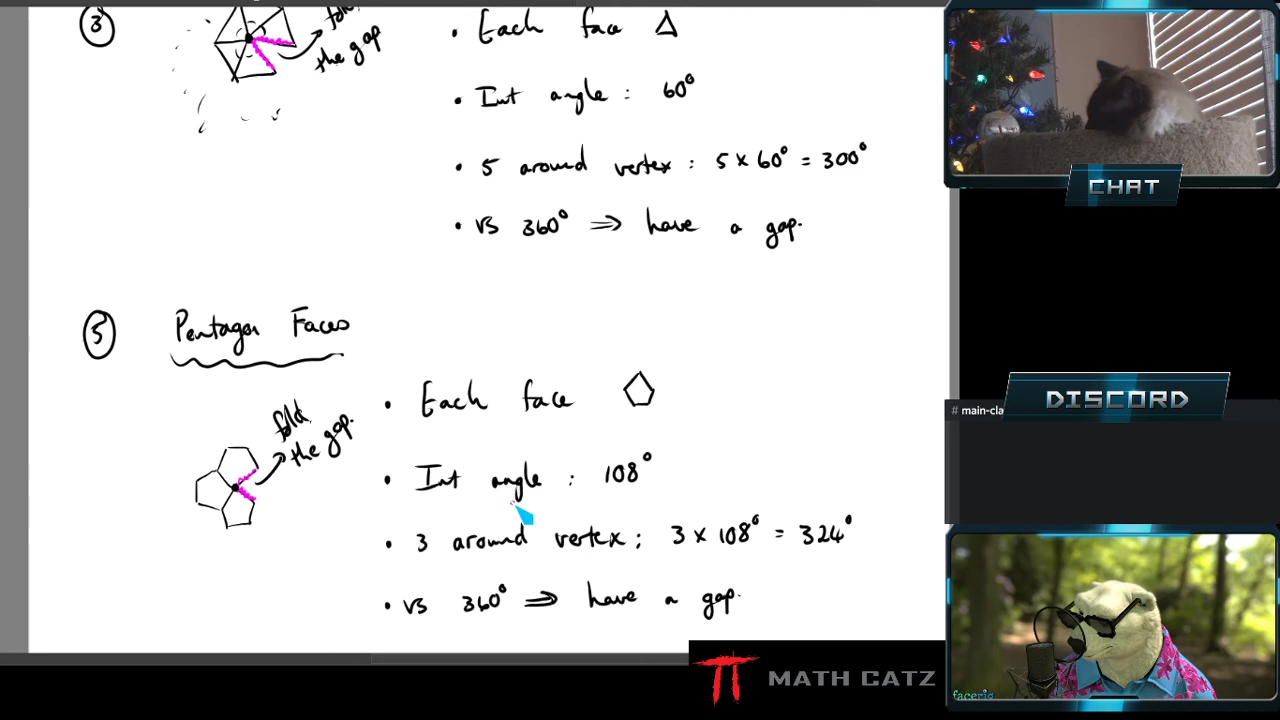 ③
fold
the gap
• Each face △
• Int angle : 60°
• 5 around vertex : 5 × 60° = 300°
• vs 360° ⇒ have a gap.
⑤ Pentagon Faces
fold
the gap.
• Each face ⬠
• Int angle : 108°
• 3 around vertex ; 3 × 108° = 324°
• vs 360° ⇒ have a gap.
CHAT
DISCORD
# main-cla
MATH CATZ
facerig